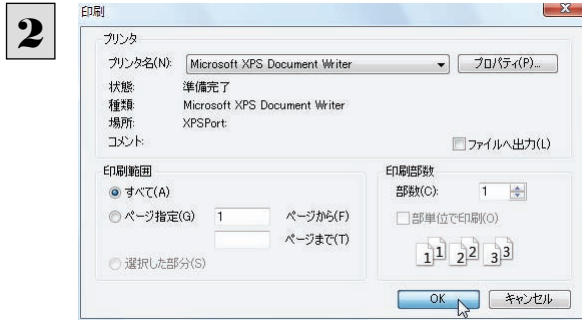 2
印刷
プリンタ
プリンタ名(N): Microsoft XPS Document Writer プロパティ(P)...
状態: 準備完了
種類: Microsoft XPS Document Writer
場所: XPSPort:
コメント: ファイルへ出力(L)
印刷範囲
すべて(A)
ページ指定(G) 1 ページから(F)
ページまで(T)
選択した部分(S)
印刷部数
部数(C): 1
部単位で印刷(O)
1 1 2 2 3 3
OK キャンセル